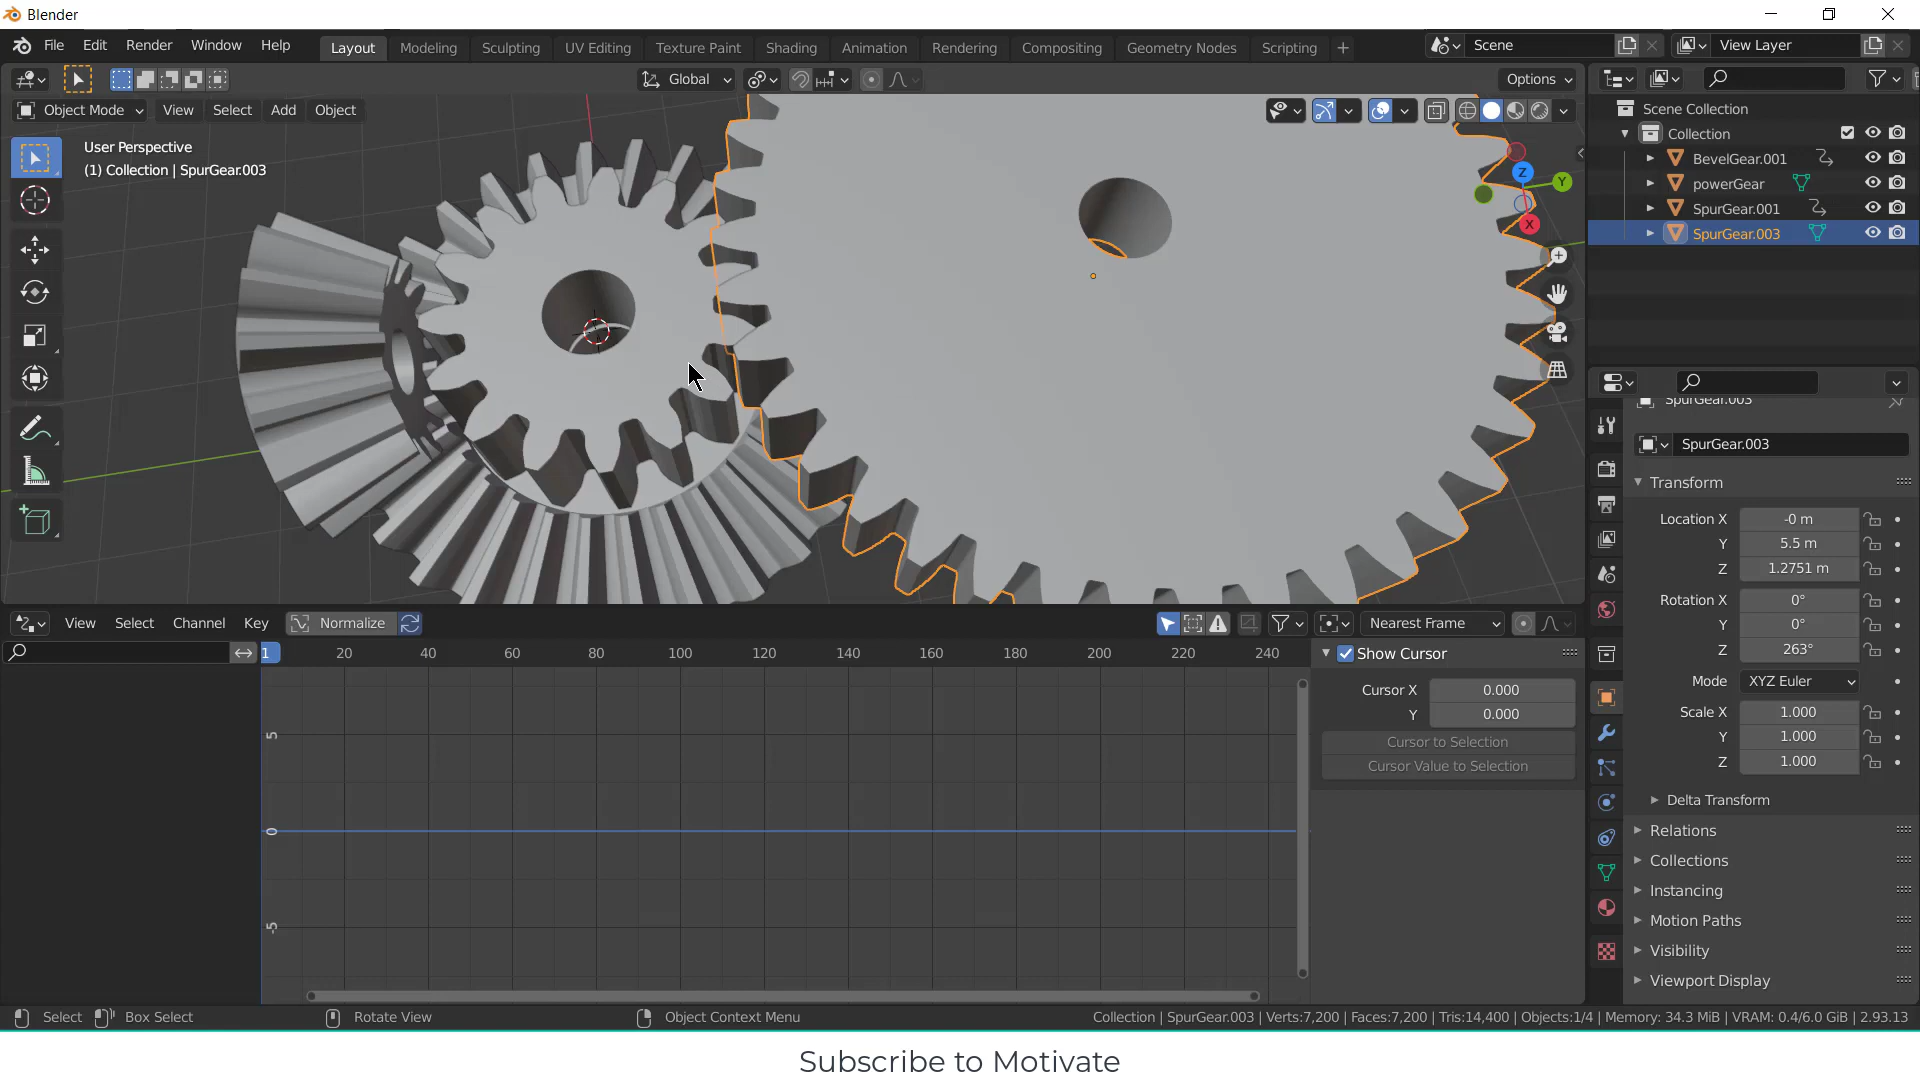 Blender
File Edit Render Window Help Layout Modeling Sculpting UV Editing Texture Paint Shading Animation Rendering Compositing Geometry Nodes Scripting + Scene View Layer
Global Options
Object Mode View Select Add Object
User Perspective
(1) Collection | SpurGear.003
Z
Y
X
Scene Collection
Collection
BevelGear.001
powerGear
SpurGear.001
SpurGear.003
SpurGear.003
SpurGear.003
Transform
Location X -0 m
Y 5.5 m
Z 1.2751 m
Rotation X 0°
Y 0°
Z 263°
Mode XYZ Euler
Scale X 1.000
Y 1.000
Z 1.000
Delta Transform
Relations
Collections
Instancing
Motion Paths
Visibility
Viewport Display
View Select Channel Key Normalize Nearest Frame
1 20 40 60 80 100 120 140 160 180 200 220 240
5
0
-5
Show Cursor
Cursor X 0.000
Y 0.000
Cursor to Selection
Cursor Value to Selection
Select Box Select Rotate View Object Context Menu Collection | SpurGear.003 | Verts:7,200 | Faces:7,200 | Tris:14,400 | Objects:1/4 | Memory: 34.3 MiB | VRAM: 0.4/6.0 GiB | 2.93.13
Subscribe to Motivate